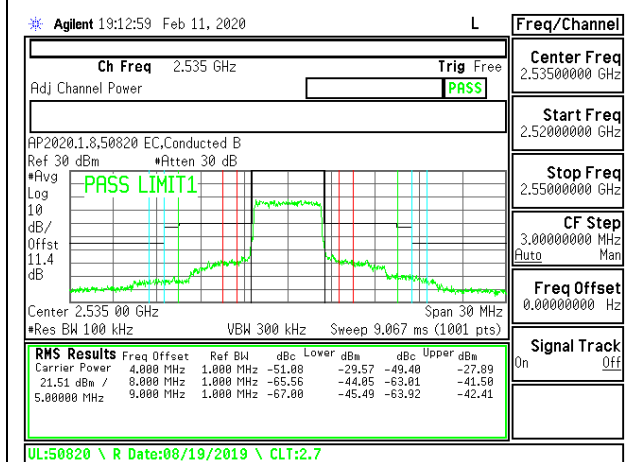 Agilent 19:12:59 Feb 11, 2020 L Freq/Channel
Ch Freq 2.535 GHz Trig Free
Adj Channel Power PASS
AP2020.1.8,50820 EC,Conducted B
Ref 30 dBm #Atten 30 dB
#Avg
Log
10
dB/
Offst
11.4
dB
PASS LIMIT1
Center 2.535 00 GHz Span 30 MHz
#Res BW 100 kHz VBW 300 kHz Sweep 9.067 ms (1001 pts)
RMS Results Freq Offset Ref BW dBc Lower dBm dBc Upper dBm
Carrier Power 4.000 MHz 1.000 MHz -51.08 -29.57 -49.40 -27.89
21.51 dBm / 8.000 MHz 1.000 MHz -65.56 -44.05 -63.01 -41.50
5.00000 MHz 9.000 MHz 1.000 MHz -67.00 -45.49 -63.92 -42.41
UL:50820 \ R Date:08/19/2019 \ CLT:2.7
Center Freq
2.53500000 GHz
Start Freq
2.52000000 GHz
Stop Freq
2.55000000 GHz
CF Step
3.00000000 MHz
Auto Man
Freq Offset
0.00000000 Hz
Signal Track
On Off